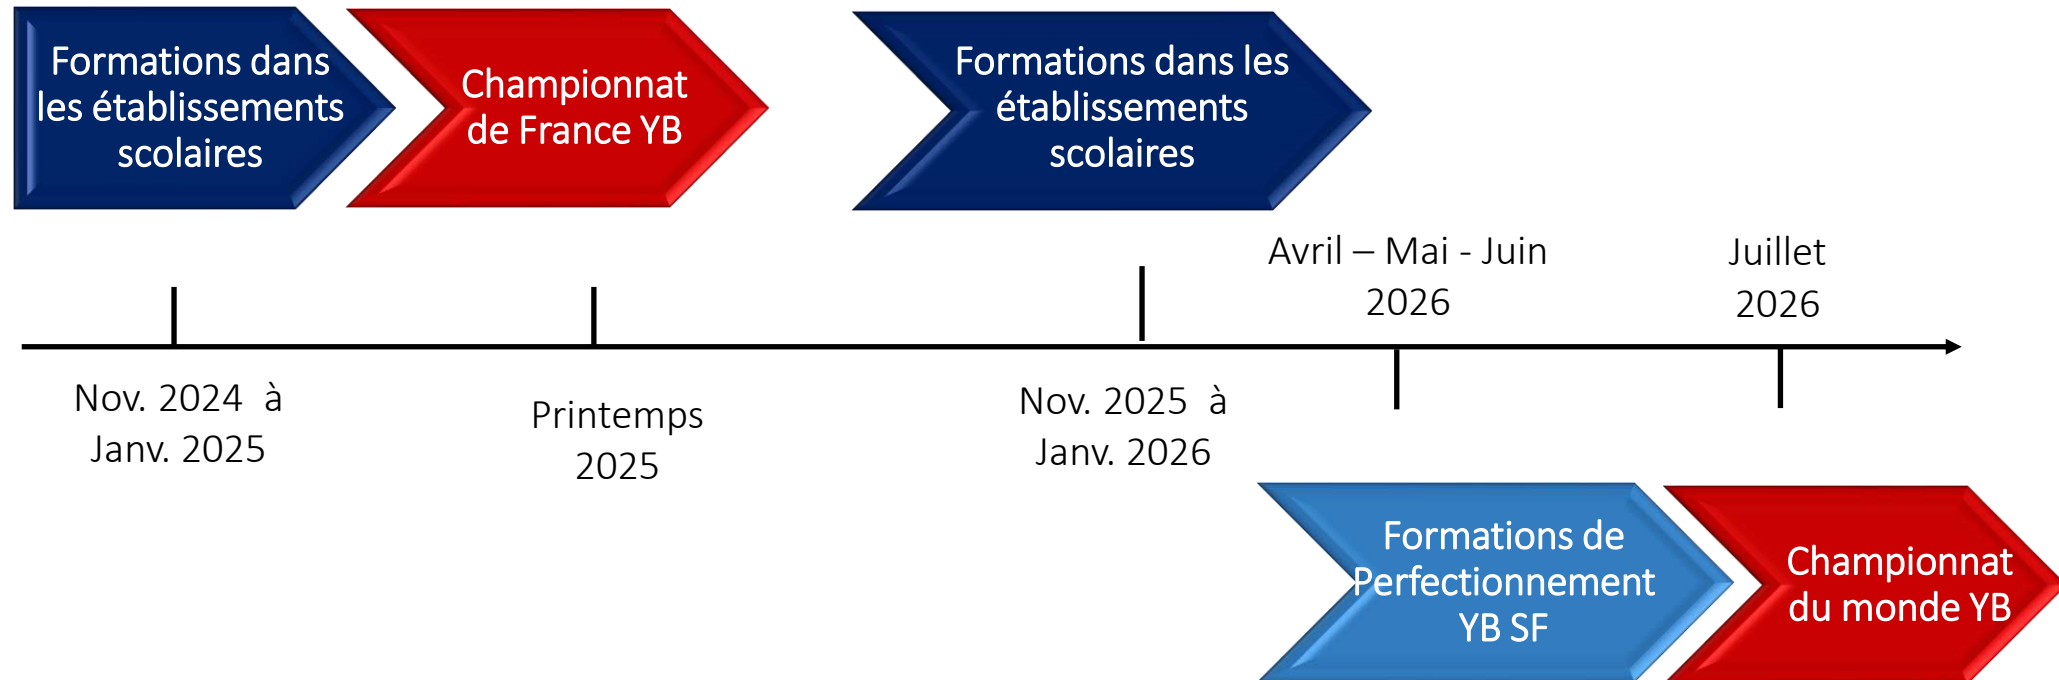 Formations dans
les établissements
scolaires
Championnat
de France YB
Formations dans les
établissements
scolaires
Avril – Mai - Juin
2026
Juillet
2026
Nov. 2024  à
Janv. 2025
Printemps
2025
Nov. 2025  à
Janv. 2026
Formations de
Perfectionnement
YB SF
Championnat
du monde YB